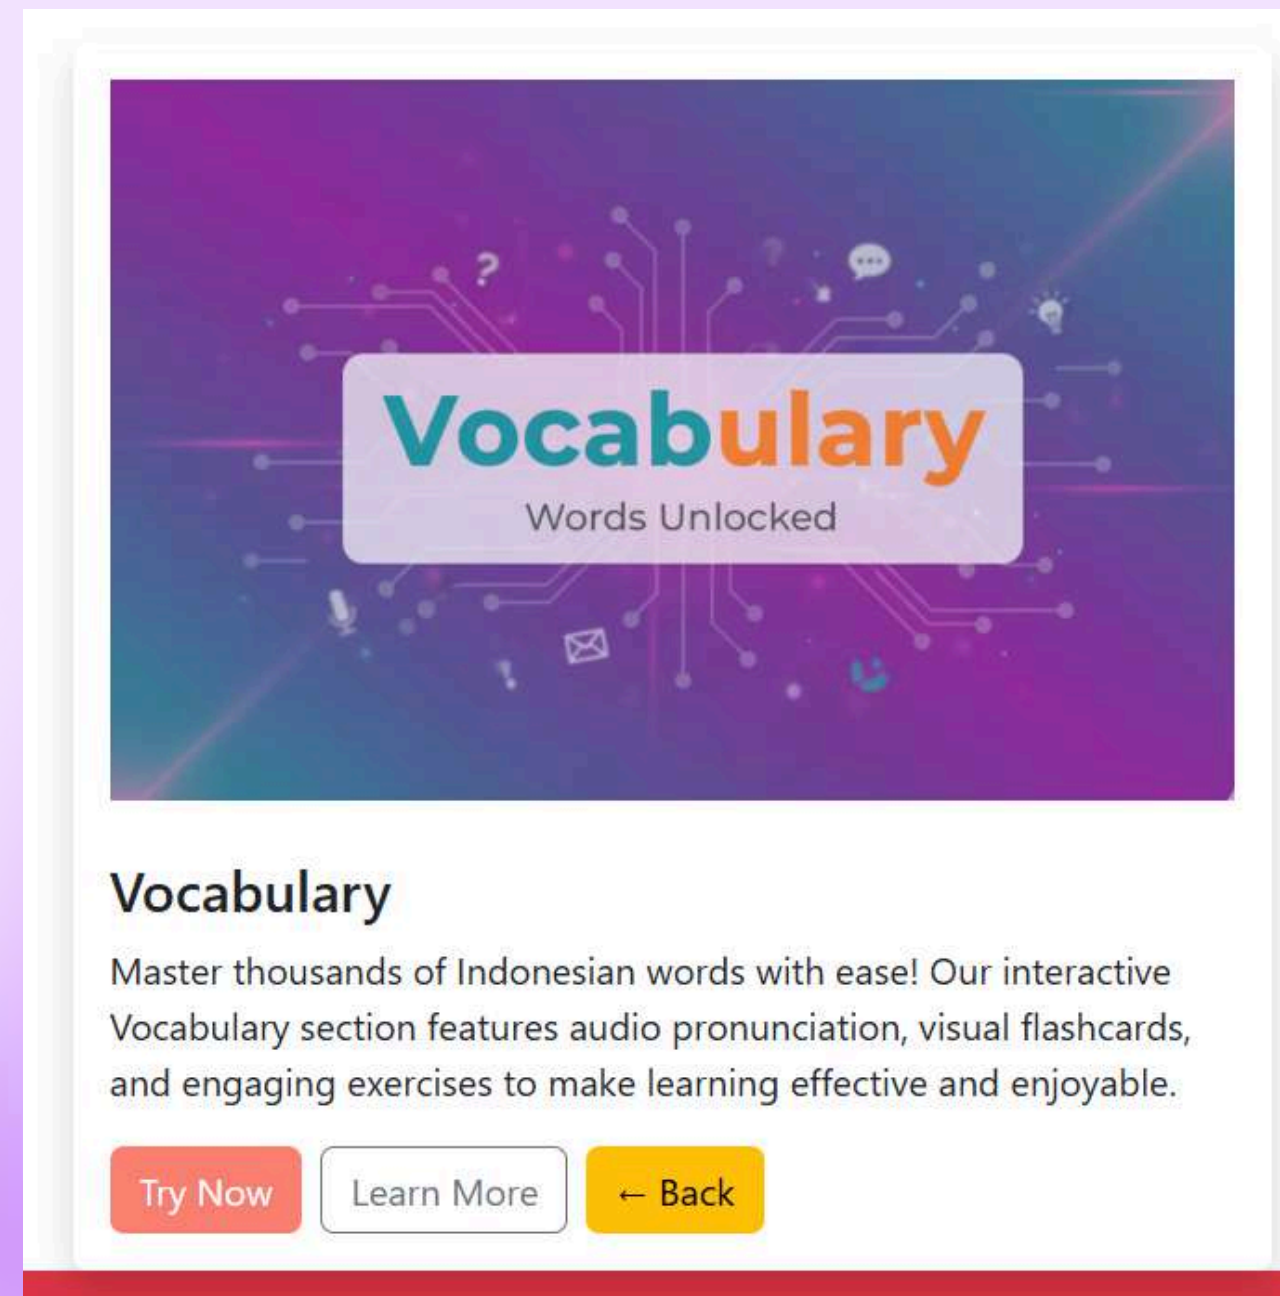 Vocabulary
Words Unlocked
Vocabulary
Master thousands of Indonesian words with ease! Our interactive
Vocabulary section features audio pronunciation, visual flashcards,
and engaging exercises to make learning effective and enjoyable.
Try Now
Learn More
← Back